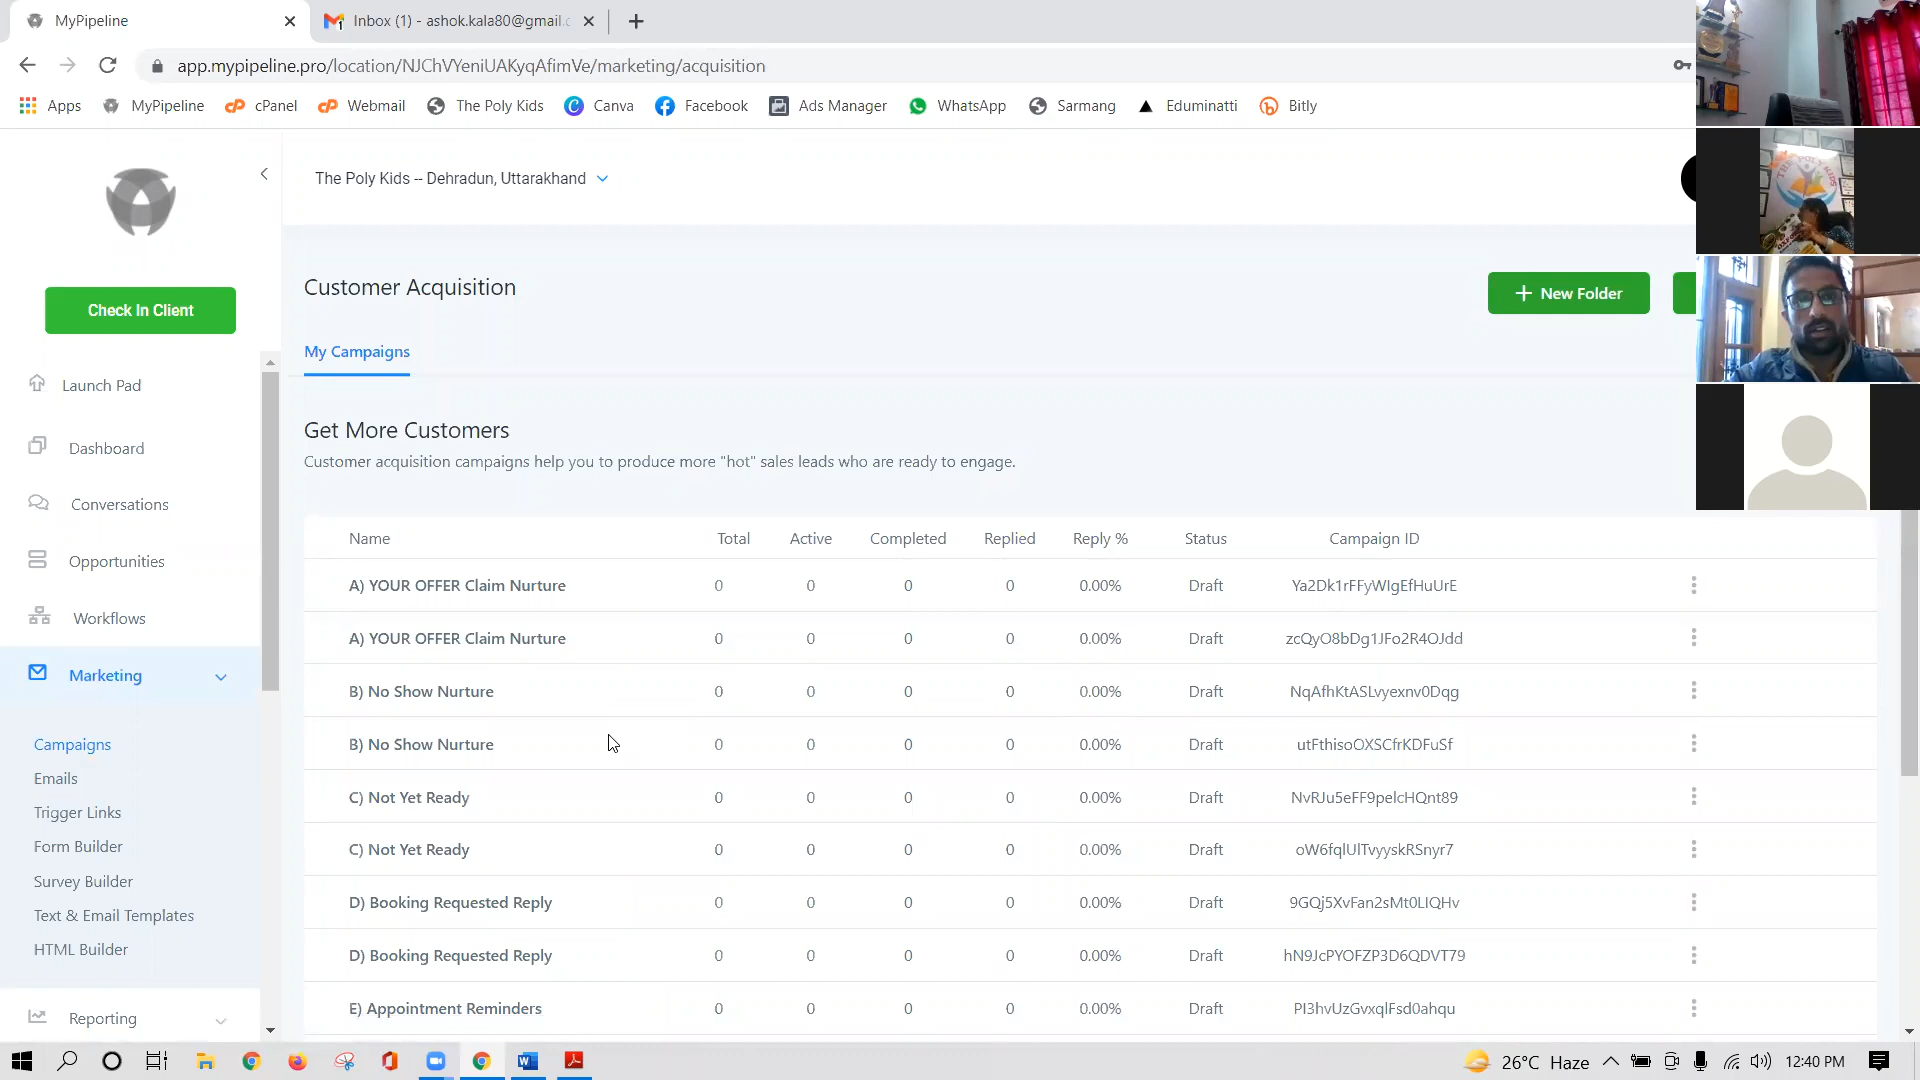 MyPipeline
Inbox (1) - ashok.kala80@gmail.c
app.mypipeline.pro/location/NJChVYeniUAKyqAfimVe/marketing/acquisition
Apps MyPipeline cPanel Webmail The Poly Kids Canva Facebook Ads Manager WhatsApp Sarmang Eduminatti Bitly
The Poly Kids -- Dehradun, Uttarakhand
Check In Client
Launch Pad
Dashboard
Conversations
Opportunities
Workflows
Marketing
Campaigns
Emails
Trigger Links
Form Builder
Survey Builder
Text & Email Templates
HTML Builder
Reporting
Customer Acquisition
+ New Folder
My Campaigns
Get More Customers
Customer acquisition campaigns help you to produce more "hot" sales leads who are ready to engage.
Name Total Active Completed Replied Reply % Status Campaign ID
A) YOUR OFFER Claim Nurture 0 0 0 0 0.00% Draft Ya2Dk1rFFyWIgEfHuUrE
A) YOUR OFFER Claim Nurture 0 0 0 0 0.00% Draft zcQyO8bDg1JFo2R4OJdd
B) No Show Nurture 0 0 0 0 0.00% Draft NqAfhKtASLvyexnv0Dqg
B) No Show Nurture 0 0 0 0 0.00% Draft utFthisoOXSCfrKDFuSf
C) Not Yet Ready 0 0 0 0 0.00% Draft NvRJu5eFF9pelcHQnt89
C) Not Yet Ready 0 0 0 0 0.00% Draft oW6fqlUlTvyyskRSnyr7
D) Booking Requested Reply 0 0 0 0 0.00% Draft 9GQj5XvFan2sMt0LIQHv
D) Booking Requested Reply 0 0 0 0 0.00% Draft hN9JcPYOFZP3D6QDVT79
E) Appointment Reminders 0 0 0 0 0.00% Draft PI3hvUzGvxqlFsd0ahqu
THE POLY KIDS
26°C Haze
12:40 PM